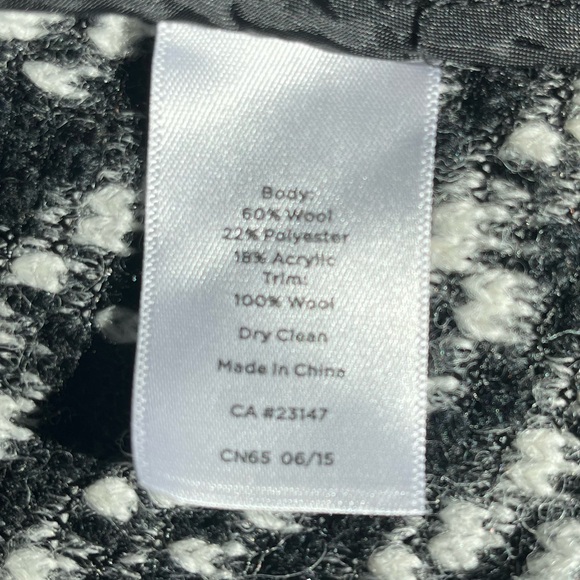 Body:
60% Wool
22% Polyester
18% Acrylic
Trim:
100% Wool
Dry Clean
Made In China
CA #23147
CN65 06/15